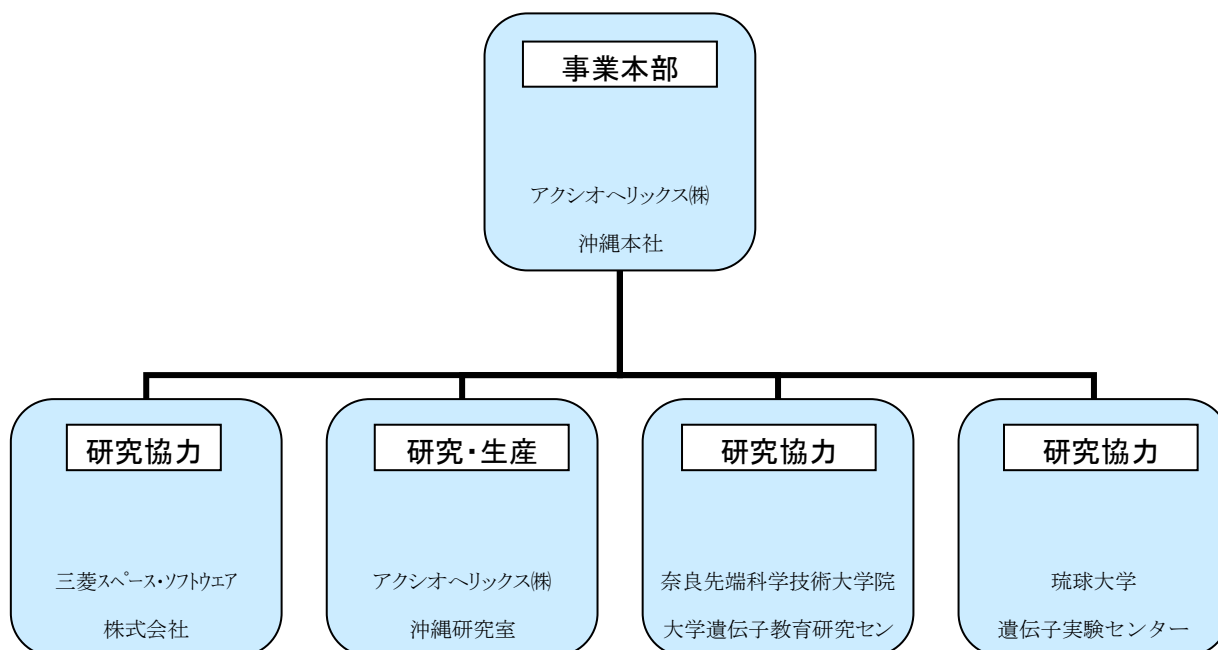 事業本部
アクシオヘリックス㈱
沖縄本社
研究協力
三菱スペース・ソフトウエア
株式会社
研究・生産
アクシオヘリックス㈱
沖縄研究室
研究協力
奈良先端科学技術大学院
大学遺伝子教育研究セン
研究協力
琉球大学
遺伝子実験センター